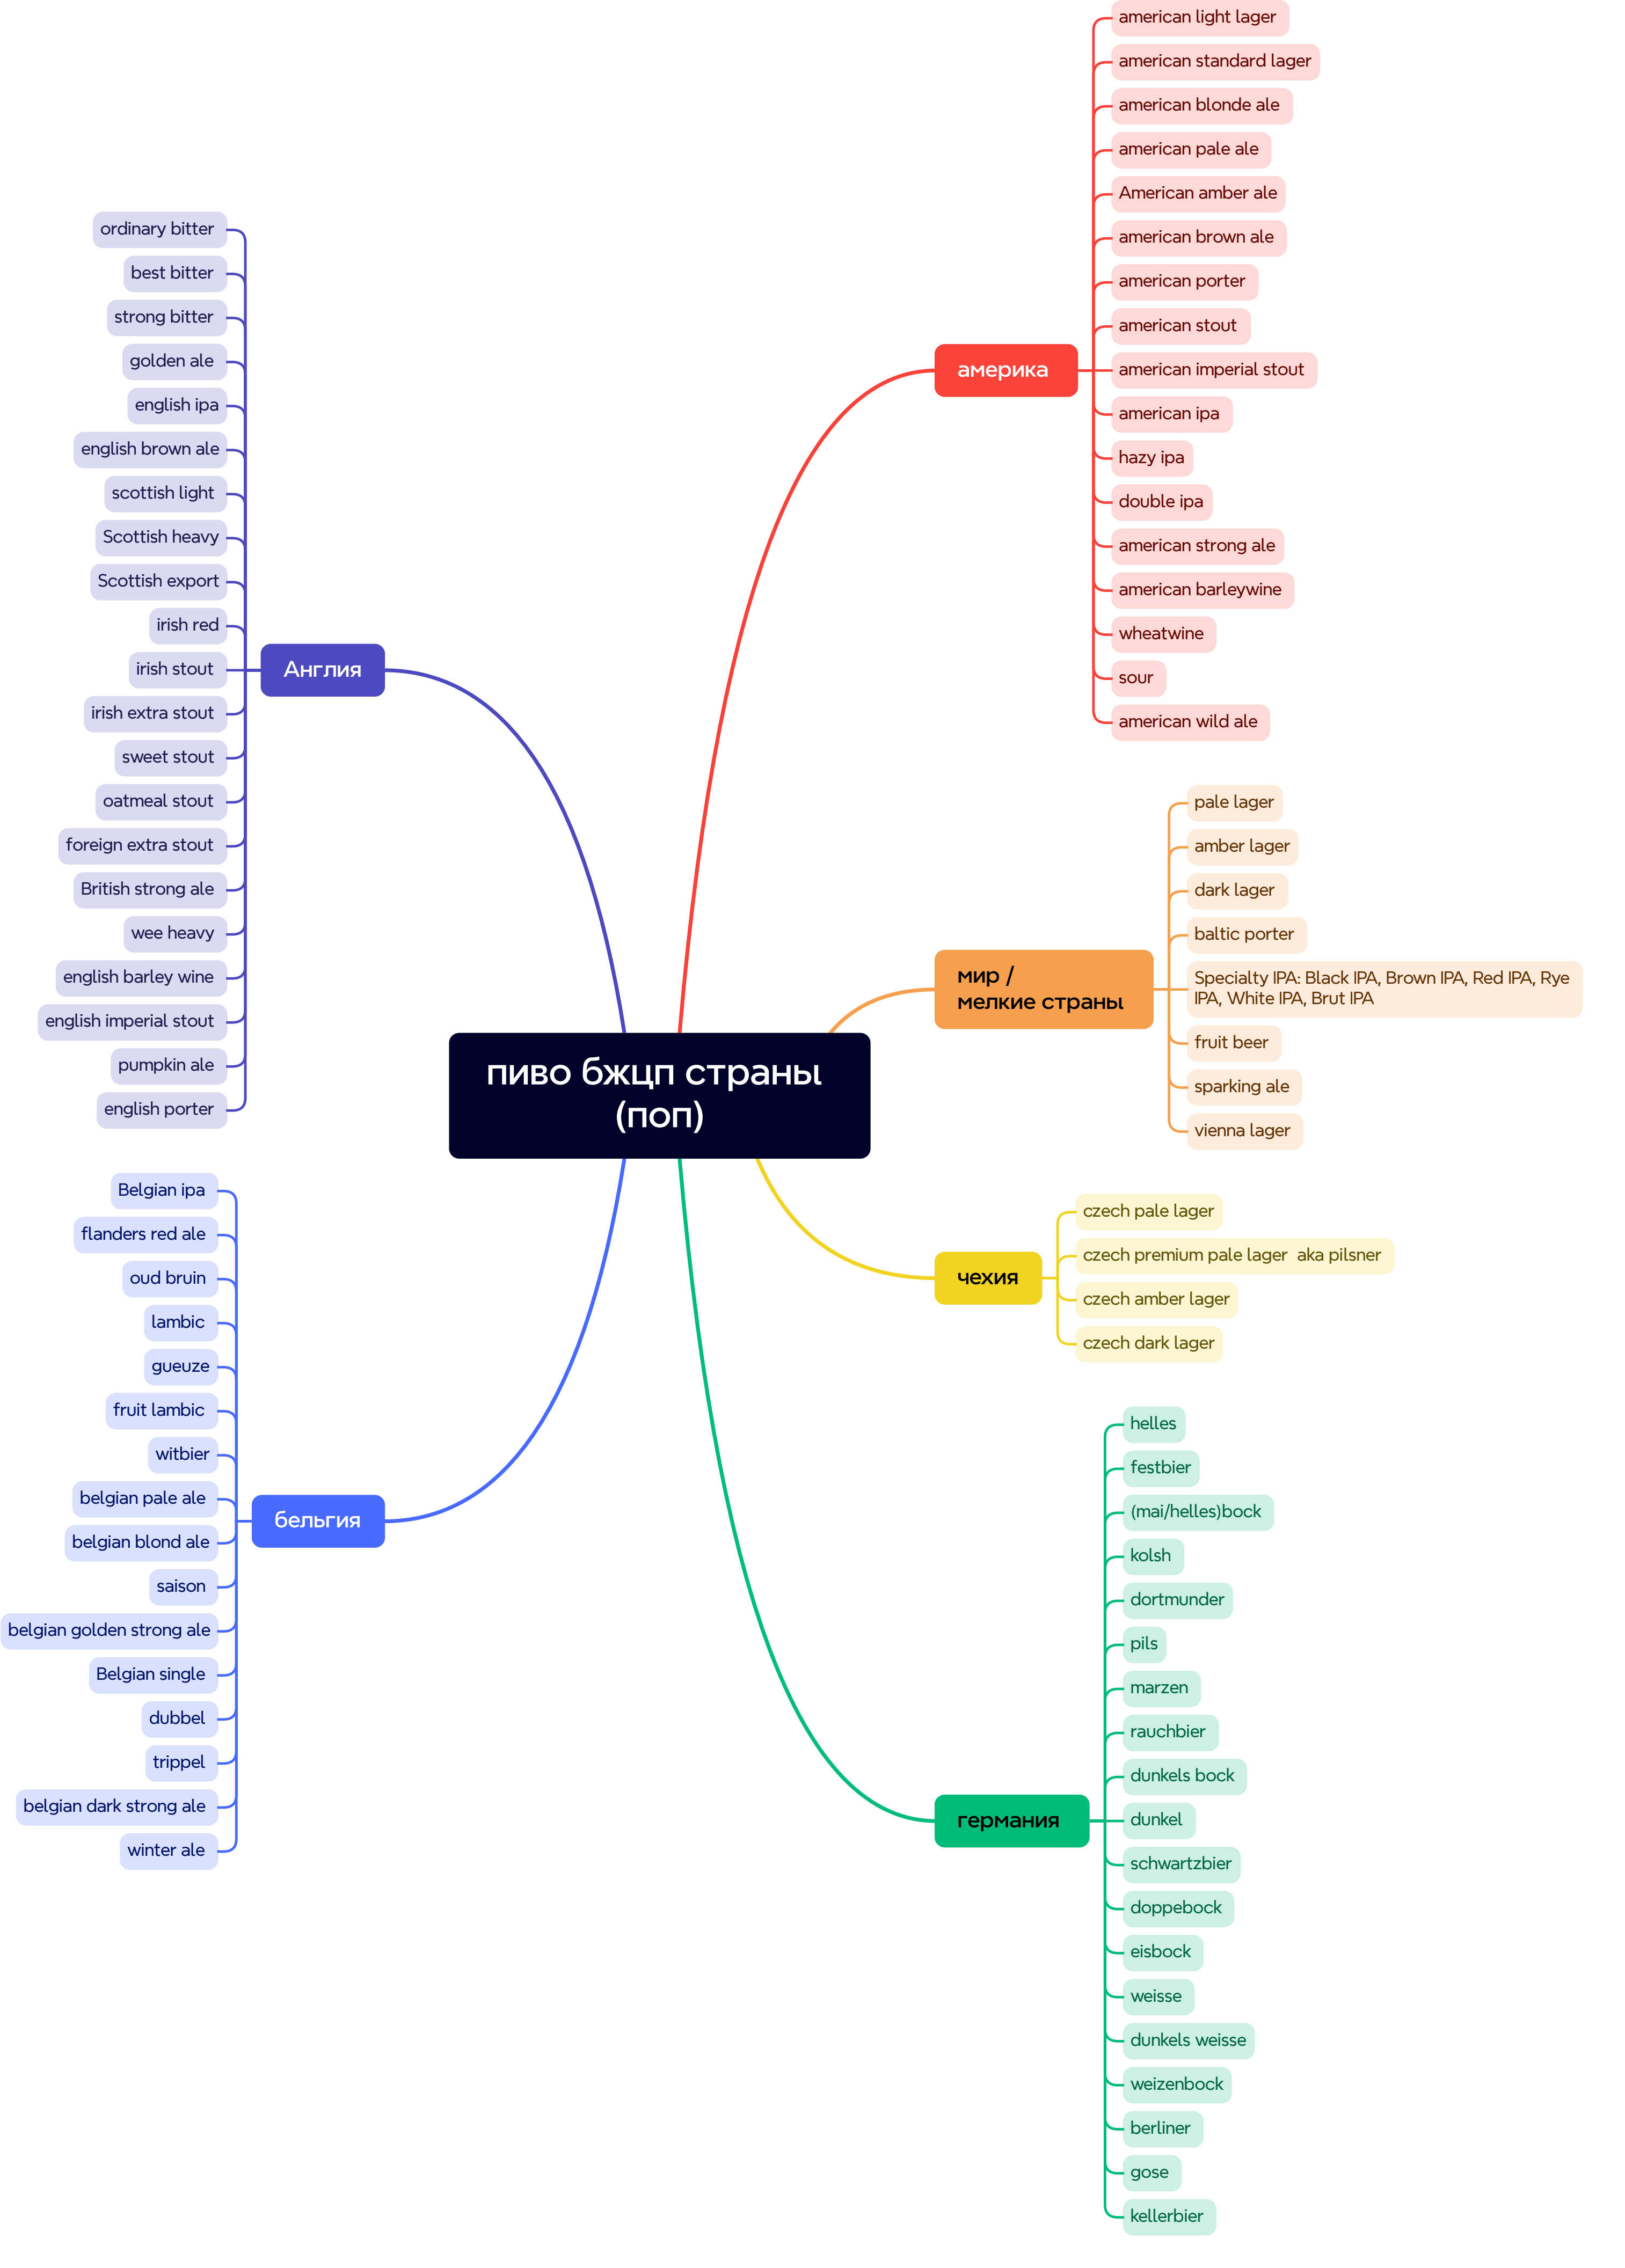 пиво бжцп страны
(поп)
америка
american light lager
american standard lager
american blonde ale
american pale ale
American amber ale
american brown ale
american porter
american stout
american imperial stout
american ipa
hazy ipa
double ipa
american strong ale
american barleywine
wheatwine
sour
american wild ale
мир /
мелкие страны
pale lager
amber lager
dark lager
baltic porter
Specialty IPA: Black IPA, Brown IPA, Red IPA, Rye
IPA, White IPA, Brut IPA
fruit beer
sparking ale
vienna lager
чехия
czech pale lager
czech premium pale lager  aka pilsner
czech amber lager
czech dark lager
германия
helles
festbier
(mai/helles)bock
kolsh
dortmunder
pils
marzen
rauchbier
dunkels bock
dunkel
schwartzbier
doppebock
eisbock
weisse
dunkels weisse
weizenbock
berliner
gose
kellerbier
Англия
ordinary bitter
best bitter
strong bitter
golden ale
english ipa
english brown ale
scottish light
Scottish heavy
Scottish export
irish red
irish stout
irish extra stout
sweet stout
oatmeal stout
foreign extra stout
British strong ale
wee heavy
english barley wine
english imperial stout
pumpkin ale
english porter
бельгия
Belgian ipa
flanders red ale
oud bruin
lambic
gueuze
fruit lambic
witbier
belgian pale ale
belgian blond ale
saison
belgian golden strong ale
Belgian single
dubbel
trippel
belgian dark strong ale
winter ale